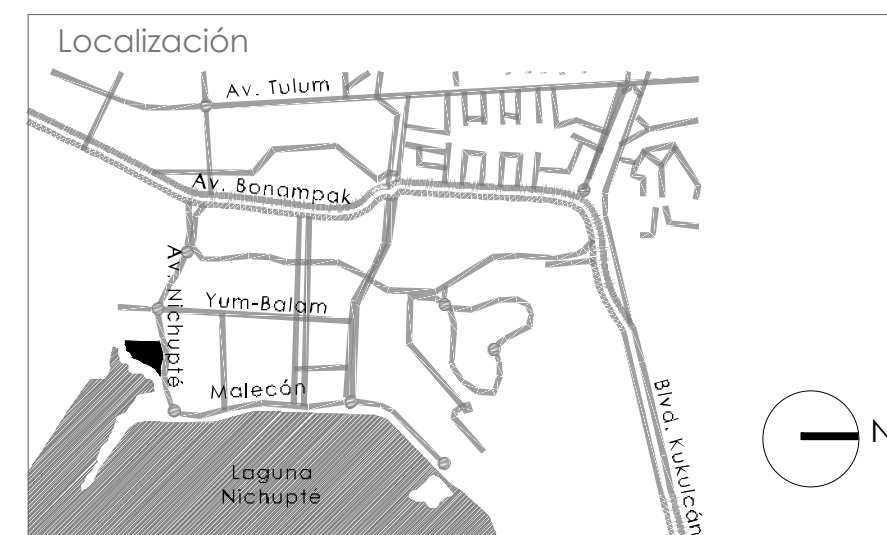 Localización
Av. Tulum
Av. Bonampak
Av. Nichupté
Yum-Balam
Malecón
Blvd. Kukulcán
N
Laguna
Nichupté